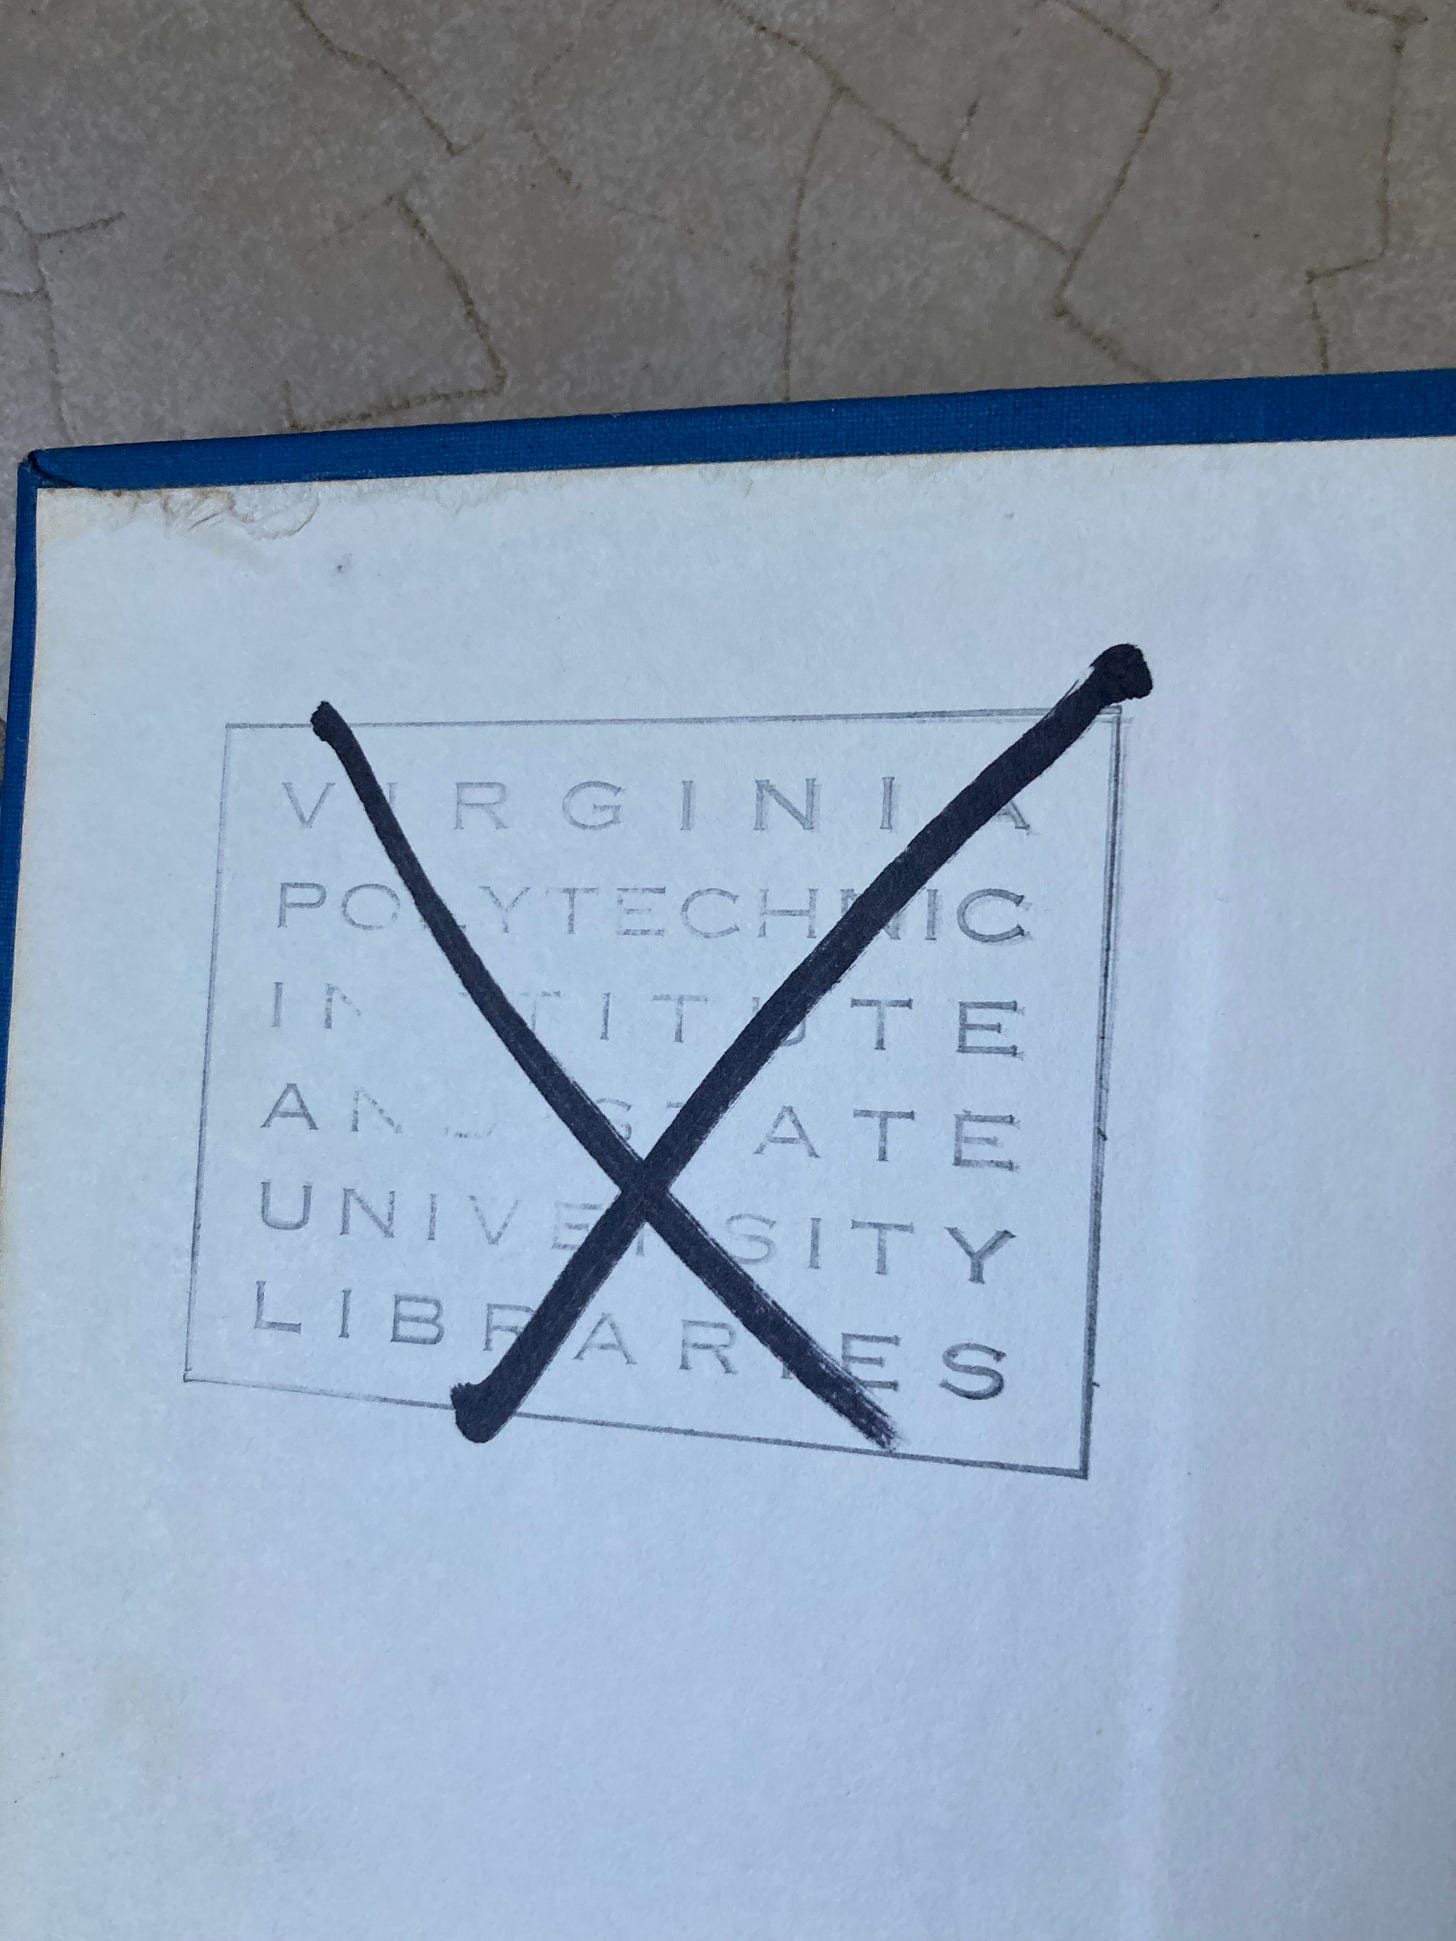 VIRGINIA
POLYTECHNIC
INSTITUTE
AND STATE
UNIVERSITY
LIBRARIES